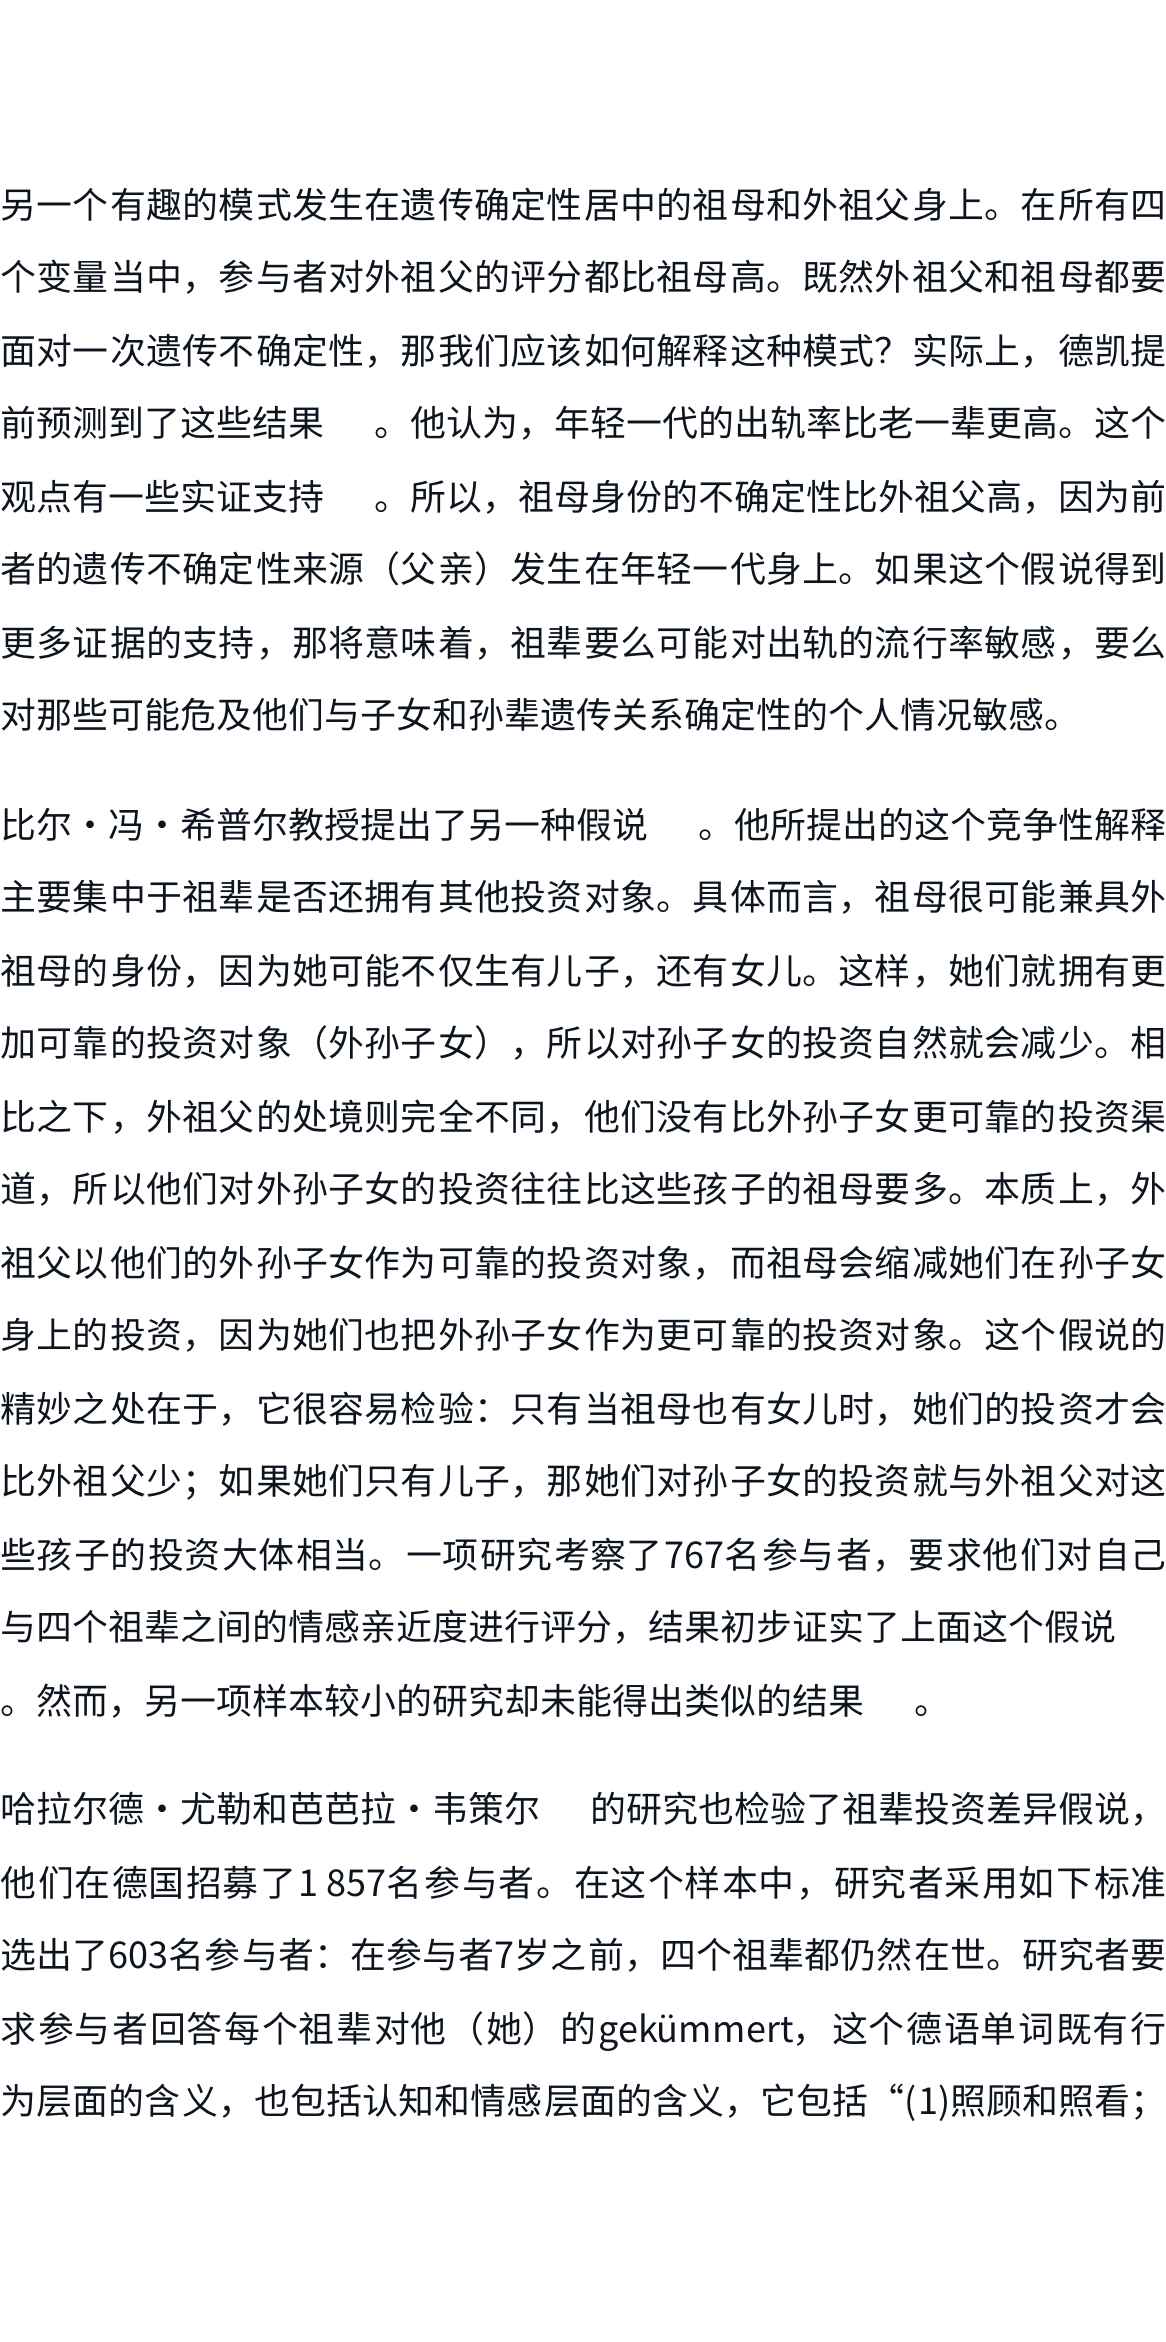 另一个有趣的模式发生在遗传确定性居中的祖母和外祖父身上。在所有四
个变量当中，参与者对外祖父的评分都比祖母高。既然外祖父和祖母都要
面对一次遗传不确定性，那我们应该如何解释这种模式？实际上，德凯提
前预测到了这些结果 。他认为，年轻一代的出轨率比老一辈更高。这个
观点有一些实证支持 。所以，祖母身份的不确定性比外祖父高，因为前
者的遗传不确定性来源（父亲）发生在年轻一代身上。如果这个假说得到
更多证据的支持，那将意味着，祖辈要么可能对出轨的流行率敏感，要么
对那些可能危及他们与子女和孙辈遗传关系确定性的个人情况敏感。
比尔·冯·希普尔教授提出了另一种假说 。他所提出的这个竞争性解释
主要集中于祖辈是否还拥有其他投资对象。具体而言，祖母很可能兼具外
祖母的身份，因为她可能不仅生有儿子，还有女儿。这样，她们就拥有更
加可靠的投资对象（外孙子女），所以对孙子女的投资自然就会减少。相
比之下，外祖父的处境则完全不同，他们没有比外孙子女更可靠的投资渠
道，所以他们对外孙子女的投资往往比这些孩子的祖母要多。本质上，外
祖父以他们的外孙子女作为可靠的投资对象，而祖母会缩减她们在孙子女
身上的投资，因为她们也把外孙子女作为更可靠的投资对象。这个假说的
精妙之处在于，它很容易检验：只有当祖母也有女儿时，她们的投资才会
比外祖父少；如果她们只有儿子，那她们对孙子女的投资就与外祖父对这
些孩子的投资大体相当。一项研究考察了767名参与者，要求他们对自己
与四个祖辈之间的情感亲近度进行评分，结果初步证实了上面这个假说
。然而，另一项样本较小的研究却未能得出类似的结果 。
哈拉尔德·尤勒和芭芭拉·韦策尔 的研究也检验了祖辈投资差异假说，
他们在德国招募了1 857名参与者。在这个样本中，研究者采用如下标准
选出了603名参与者：在参与者7岁之前，四个祖辈都仍然在世。研究者要
求参与者回答每个祖辈对他（她）的gekümmert，这个德语单词既有行
为层面的含义，也包括认知和情感层面的含义，它包括“(1)照顾和照看；